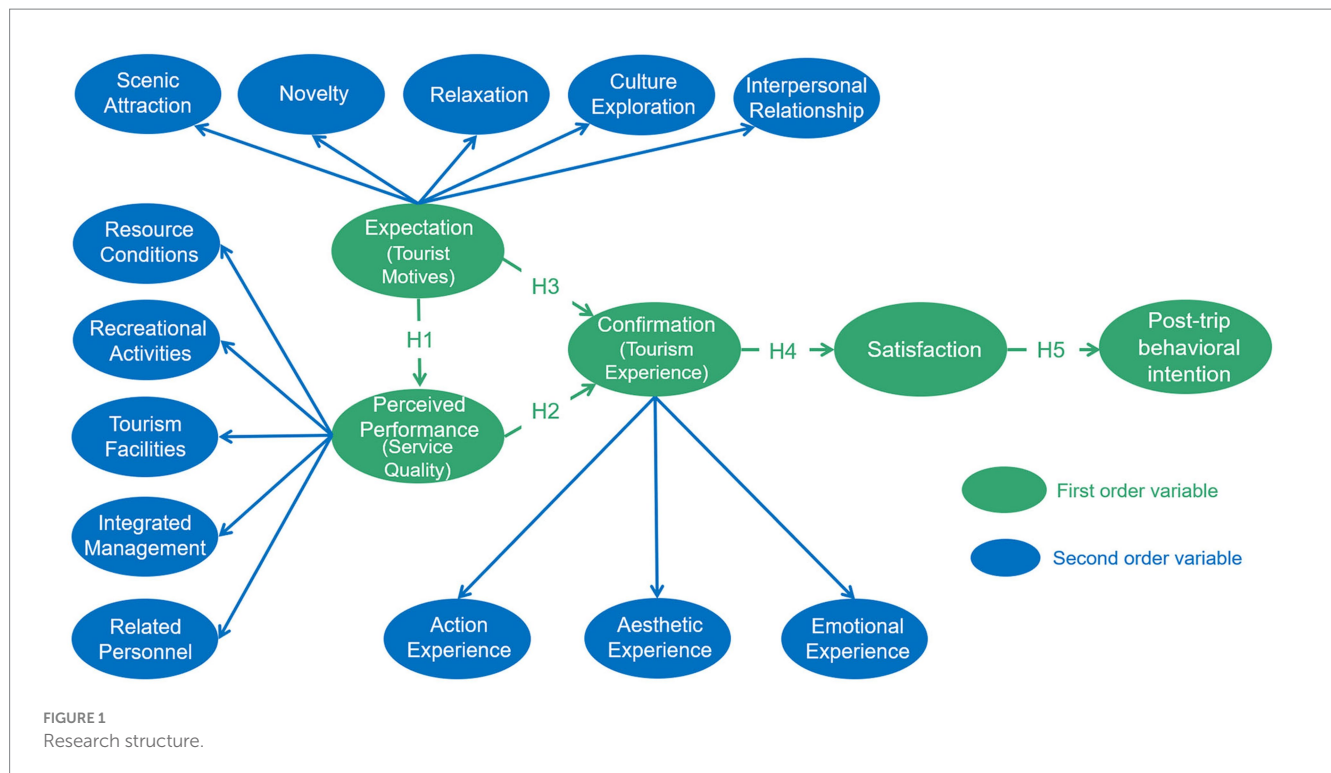 Scenic
Attraction
Novelty
Relaxation
Culture
Exploration
Interpersonal
Relationship
Resource
Conditions
Recreational
Activities
Tourism
Facilities
Integrated
Management
Related
Personnel
Expectation
(Tourist
Motives)
H1
H3
Perceived
Performance
(Service
Quality)
H2
Confirmation
(Tourism
Experience)
H4
Satisfaction
H5
Post-trip
behavioral
intention
Action
Experience
Aesthetic
Experience
Emotional
Experience
First order variable
Second order variable
FIGURE 1
Research structure.